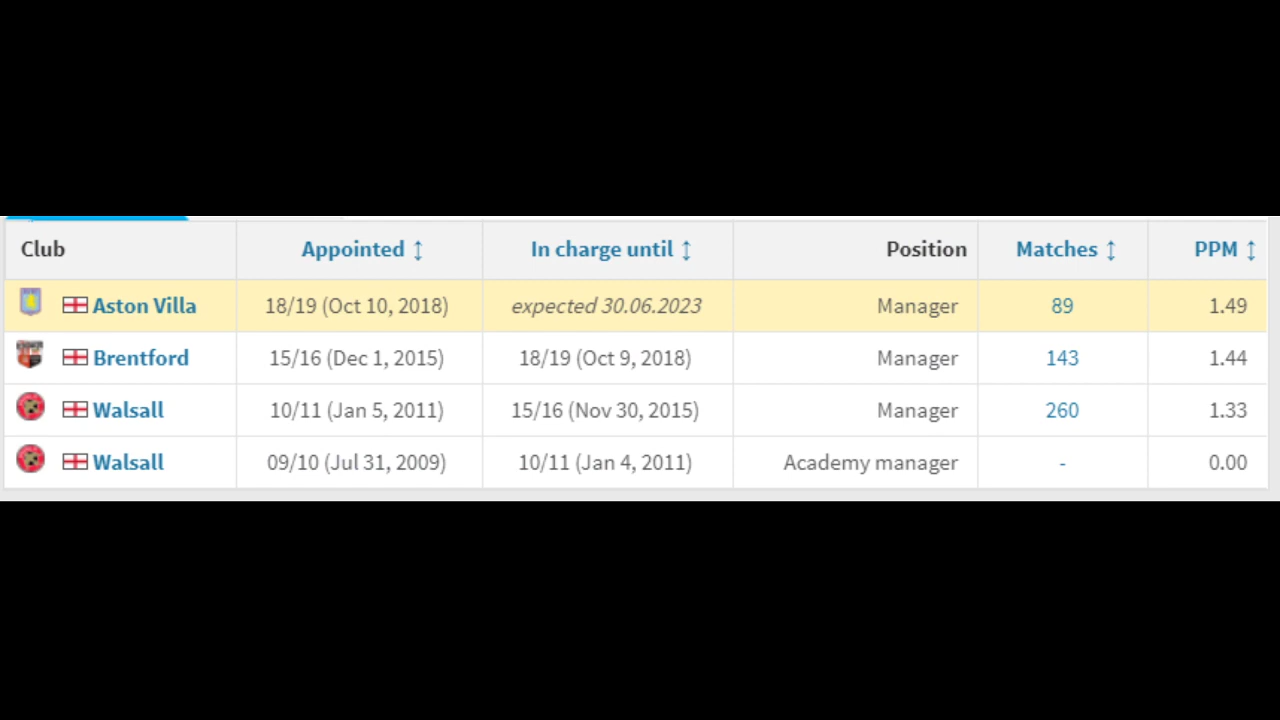 Club Appointed ↕ In charge until ↕ Position Matches ↕ PPM ↕
Aston Villa 18/19 (Oct 10, 2018) expected 30.06.2023 Manager 89 1.49
Brentford 15/16 (Dec 1, 2015) 18/19 (Oct 9, 2018) Manager 143 1.44
Walsall 10/11 (Jan 5, 2011) 15/16 (Nov 30, 2015) Manager 260 1.33
Walsall 09/10 (Jul 31, 2009) 10/11 (Jan 4, 2011) Academy manager - 0.00